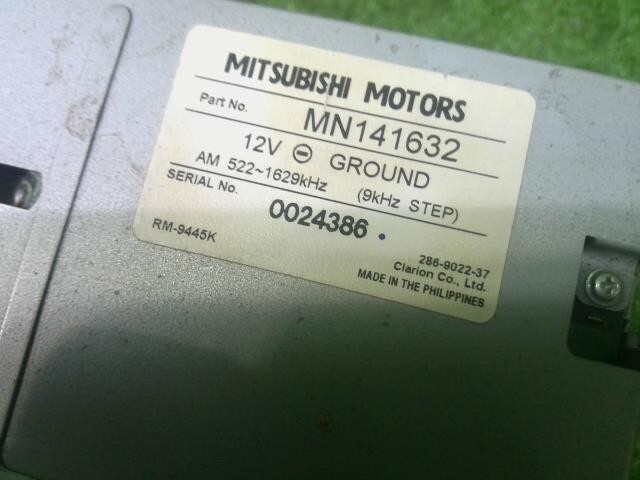 MITSUBISHI MOTORS
Part No. MN141632
12V ⊖ GROUND
AM 522~1629kHz (9kHz STEP)
SERIAL No. 0024386
RM-9445K
286-9022-37
Clarion Co., Ltd.
MADE IN THE PHILIPPINES